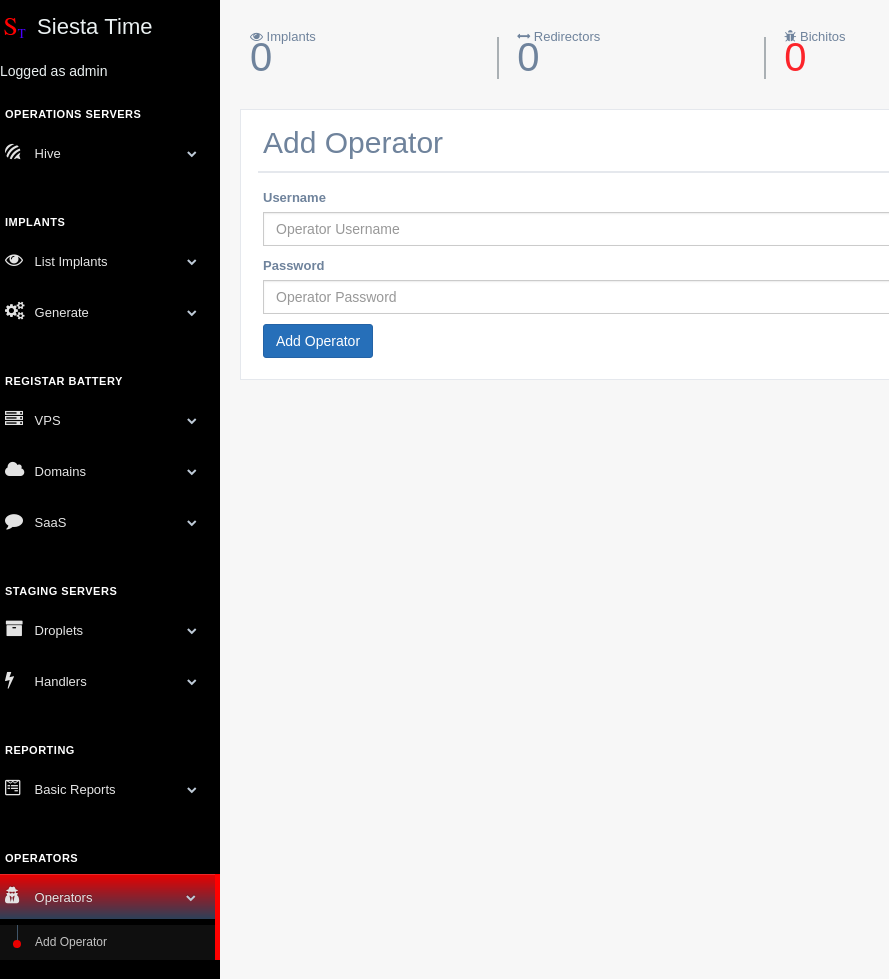 ST Siesta Time
Logged as admin
OPERATIONS SERVERS
Hive
IMPLANTS
List Implants
Generate
REGISTAR BATTERY
VPS
Domains
SaaS
STAGING SERVERS
Droplets
Handlers
REPORTING
Basic Reports
OPERATORS
Operators
Add Operator
Implants
0
Redirectors
0
Bichitos
0
Add Operator
Username
Operator Username
Password
Operator Password
Add Operator